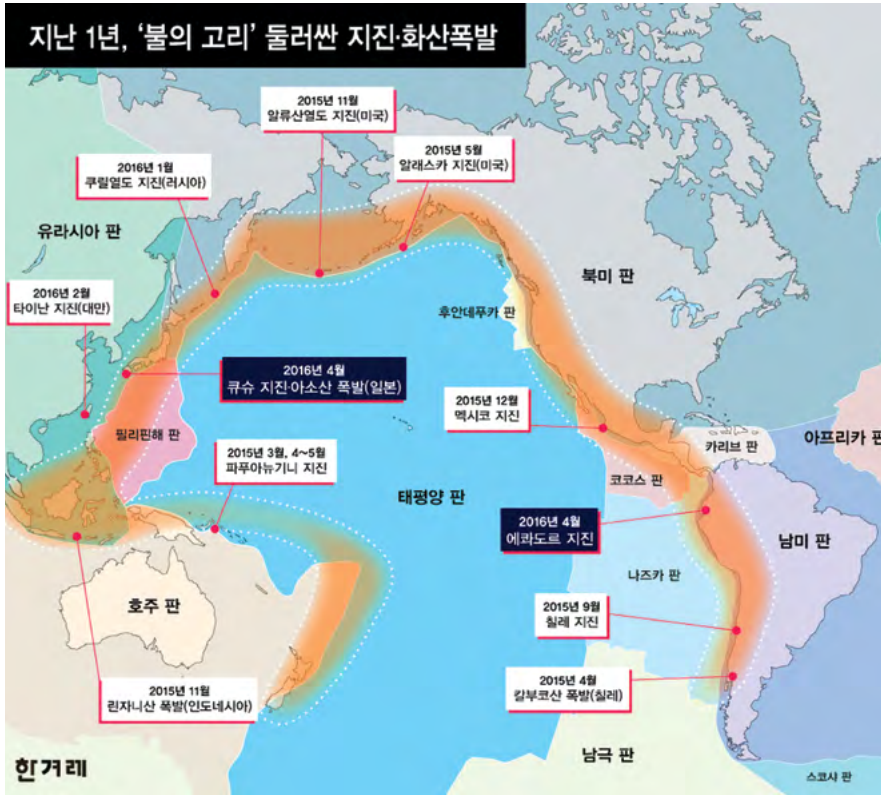 지난 1년, ‘불의 고리’ 둘러싼 지진·화산폭발
2015년 11월
알류산열도 지진(미국)
2015년 5월
알래스카 지진(미국)
2016년 1월
쿠릴열도 지진(러시아)
유라시아 판
북미 판
2016년 2월
타이난 지진(대만)
후안데푸카 판
2016년 4월
큐슈 지진·아소산 폭발(일본)
2015년 12월
멕시코 지진
필리핀해 판
카리브 판
아프리카 판
2015년 3월, 4~5월
파푸아뉴기니 지진
코코스 판
태평양 판
2016년 4월
에콰도르 지진
남미 판
나즈카 판
호주 판
2015년 9월
칠레 지진
2015년 11월
린자니산 폭발(인도네시아)
2015년 4월
칼부코산 폭발(칠레)
남극 판
한겨레
스코샤 판